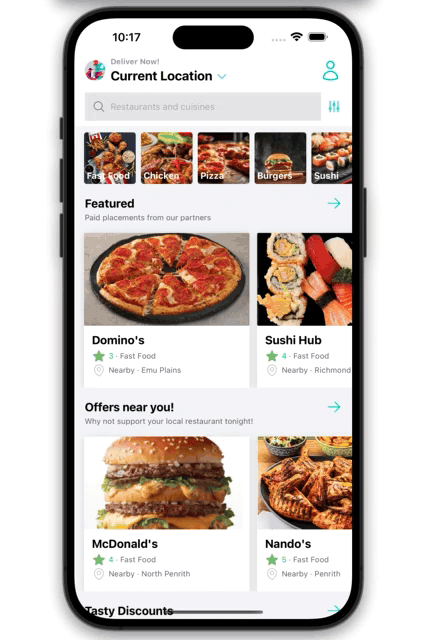 10:17
Deliver Now!
Current Location
Restaurants and cuisines
Fast Food
Chicken
Pizza
Burgers
Sushi
Featured
Paid placements from our partners
Domino's
3 · Fast Food
Nearby · Emu Plains
Sushi Hub
4 · Fast Food
Nearby · Richmond
Offers near you!
Why not support your local restaurant tonight!
McDonald's
4 · Fast Food
Nearby · North Penrith
Nando's
5 · Fast Food
Nearby · Penrith
Tasty Discounts